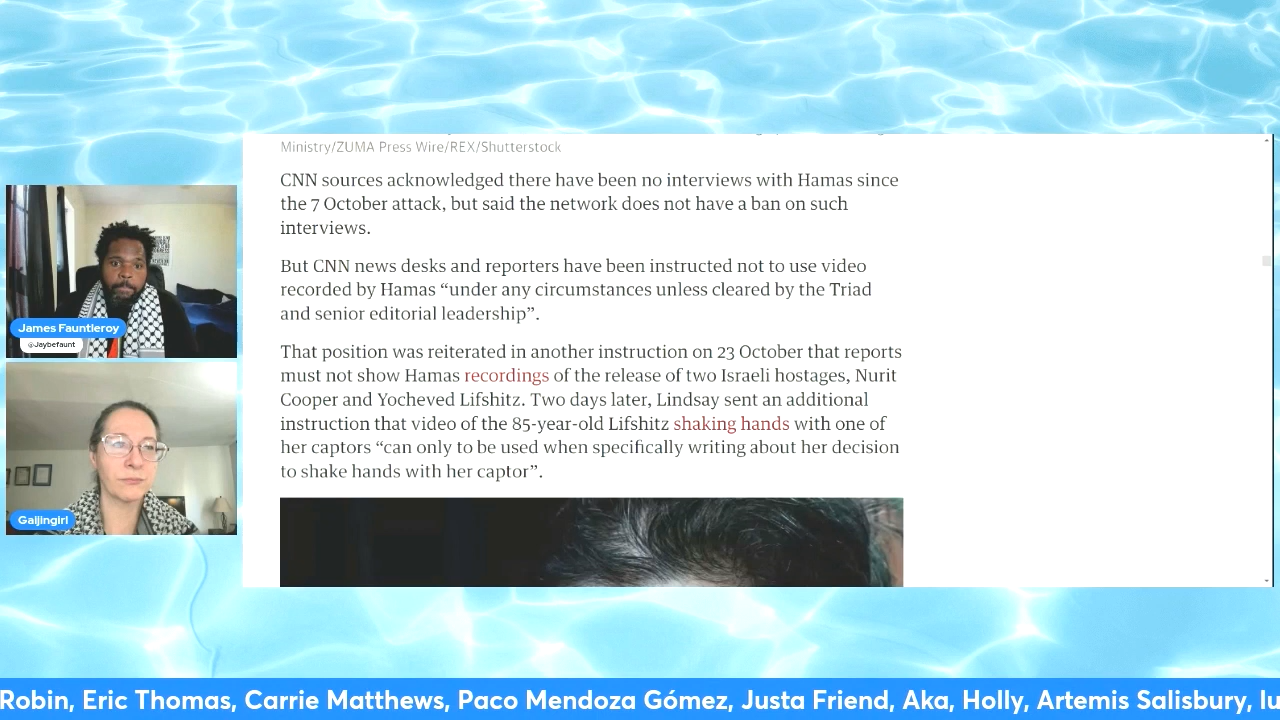 Ministry/ZUMA Press Wire/REX/Shutterstock
CNN sources acknowledged there have been no interviews with Hamas since
the 7 October attack, but said the network does not have a ban on such
interviews.
But CNN news desks and reporters have been instructed not to use video
recorded by Hamas “under any circumstances unless cleared by the Triad
and senior editorial leadership”.
That position was reiterated in another instruction on 23 October that reports
must not show Hamas recordings of the release of two Israeli hostages, Nurit
Cooper and Yocheved Lifshitz. Two days later, Lindsay sent an additional
instruction that video of the 85-year-old Lifshitz shaking hands with one of
her captors “can only to be used when specifically writing about her decision
to shake hands with her captor”.
James Fauntleroy
@Jaybefaunt
Gaijingirl
Robin, Eric Thomas, Carrie Matthews, Paco Mendoza Gómez, Justa Friend, Aka, Holly, Artemis Salisbury,